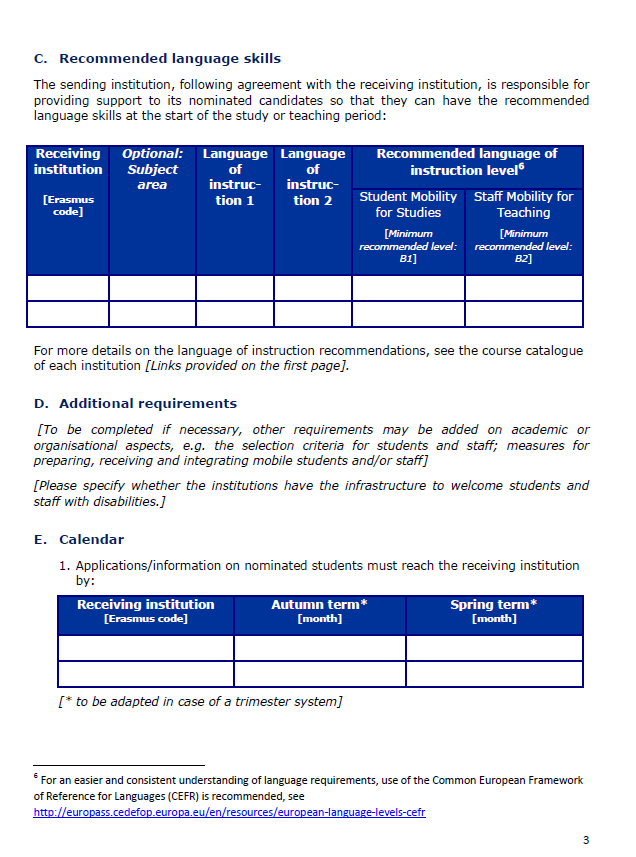 C. Recommended language skills
The sending institution, following agreement with the receiving institution, is responsible for
providing support to its nominated candidates so that they can have the recommended
language skills at the start of the study or teaching period:
Receiving institution [Erasmus code]
Optional: Subject area
Language of instruc-tion 1
Language of instruc-tion 2
Recommended language of instruction level6
Student Mobility for Studies
[Minimum recommended level: B1]
Staff Mobility for Teaching
[Minimum recommended level: B2]
For more details on the language of instruction recommendations, see the course catalogue
of each institution [Links provided on the first page].
D. Additional requirements
[To be completed if necessary, other requirements may be added on academic or
organisational aspects, e.g. the selection criteria for students and staff; measures for
preparing, receiving and integrating mobile students and/or staff]
[Please specify whether the institutions have the infrastructure to welcome students and
staff with disabilities.]
E. Calendar
1. Applications/information on nominated students must reach the receiving institution
by:
Receiving institution [Erasmus code]
Autumn term* [month]
Spring term* [month]
[* to be adapted in case of a trimester system]
6 For an easier and consistent understanding of language requirements, use of the Common European Framework
of Reference for Languages (CEFR) is recommended, see
http://europass.cedefop.europa.eu/en/resources/european-language-levels-cefr
3